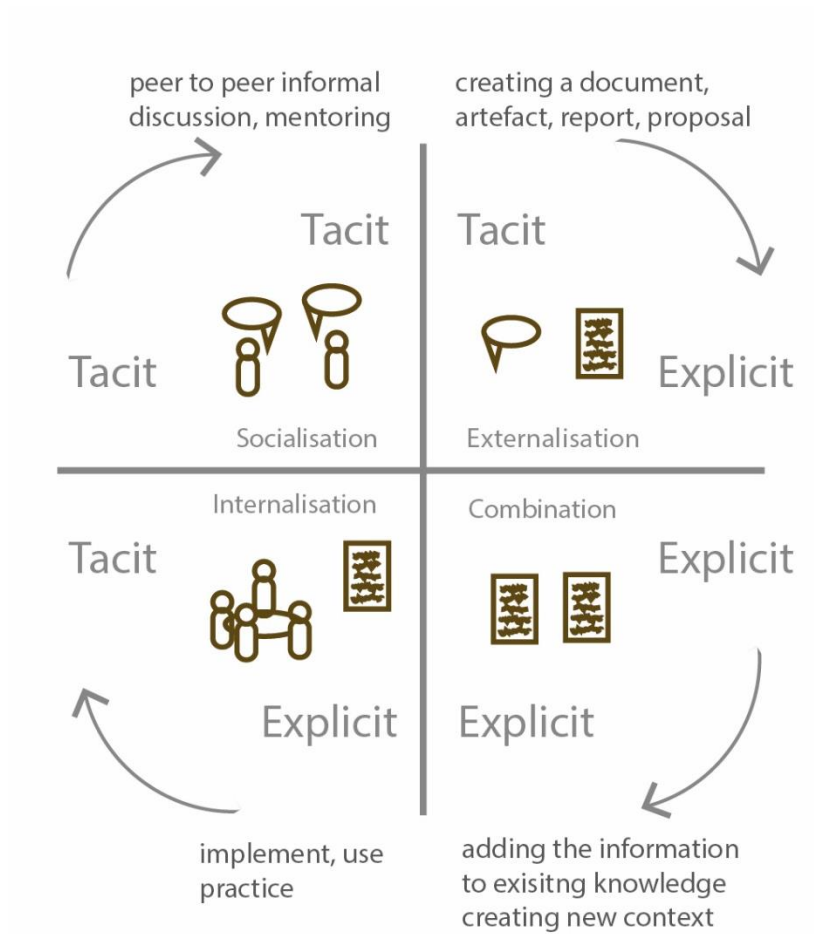 peer to peer informal
discussion, mentoring
creating a document,
artefact, report, proposal
Tacit
Tacit
Tacit
Explicit
Socialisation
Externalisation
Internalisation
Combination
Tacit
Explicit
Explicit
Explicit
implement, use
practice
adding the information
to exisitng knowledge
creating new context